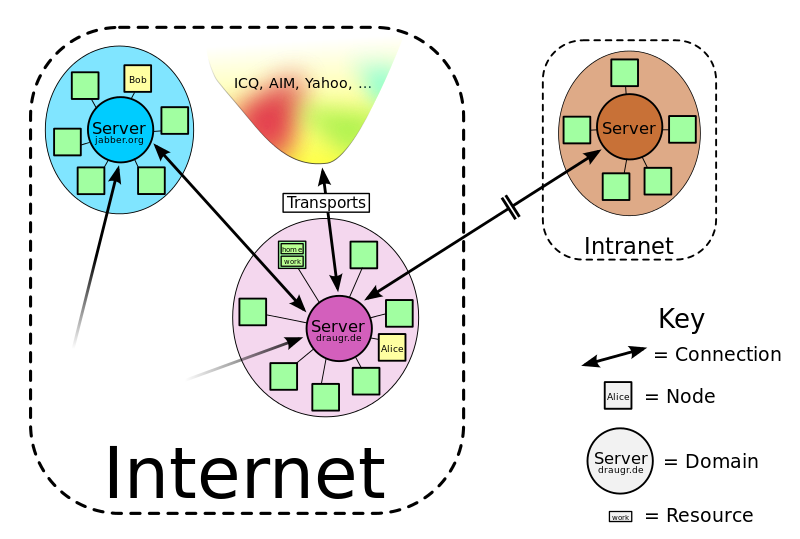 Bob
Server
jabber.org
ICQ, AIM, Yahoo, ...
Transports
home
work
Server
draugr.de
Alice
Internet
Server
Intranet
Key
= Connection
Alice
= Node
Server
draugr.de
= Domain
work
= Resource